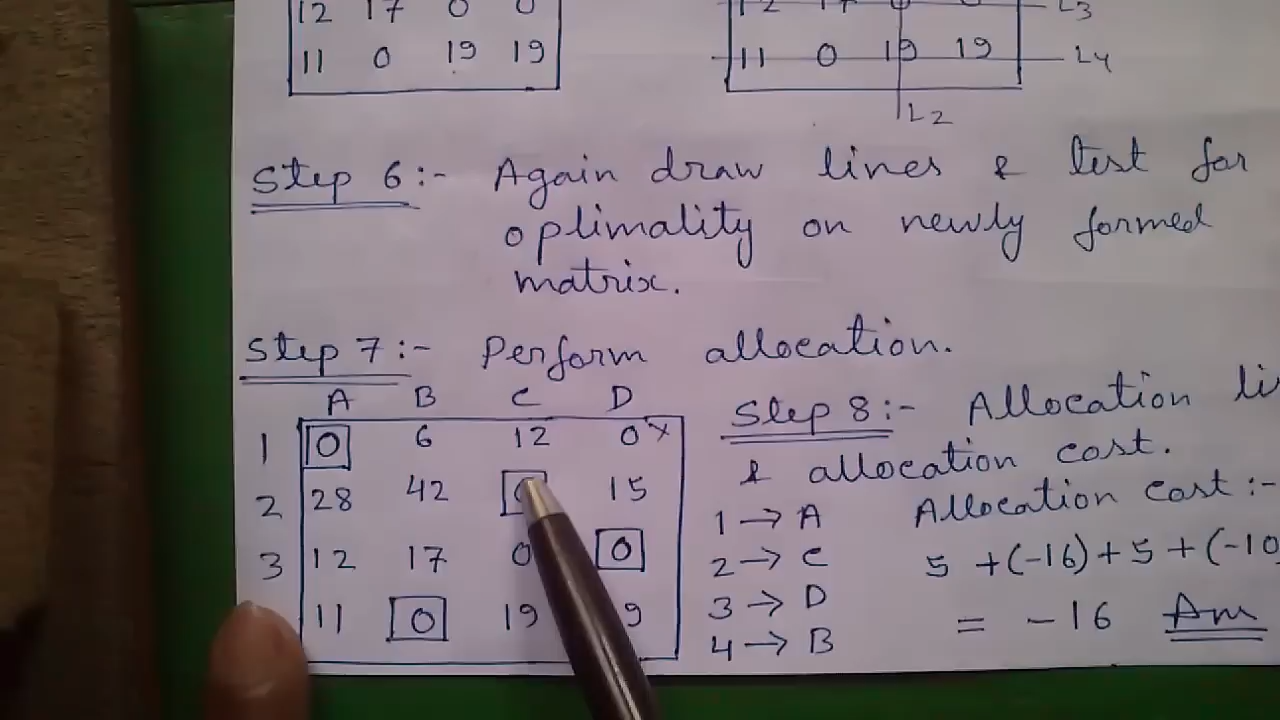 12 17 0 0
11 0 19 19
L3
11 0 19 19 L4
L2
Step 6:- Again draw lines & test for
optimality on newly formed
matrix.
Step 7:- Perform allocation.
A B C D
1 0 6 12 0x
2 28 42 15
3 12 17 0 0
11 0 19 9
Step 8:- Allocation li
& allocation cost.
1 → A
2 → C
3 → D
4 → B
Allocation cost:-
5 + (-16) + 5 + (-10
= -16 Ans